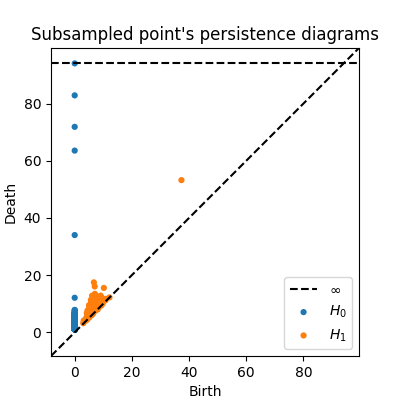 Subsampled point's persistence diagrams
Death
80
60
40
20
0
∞
H₀
H₁
0 20 40 60 80
Birth